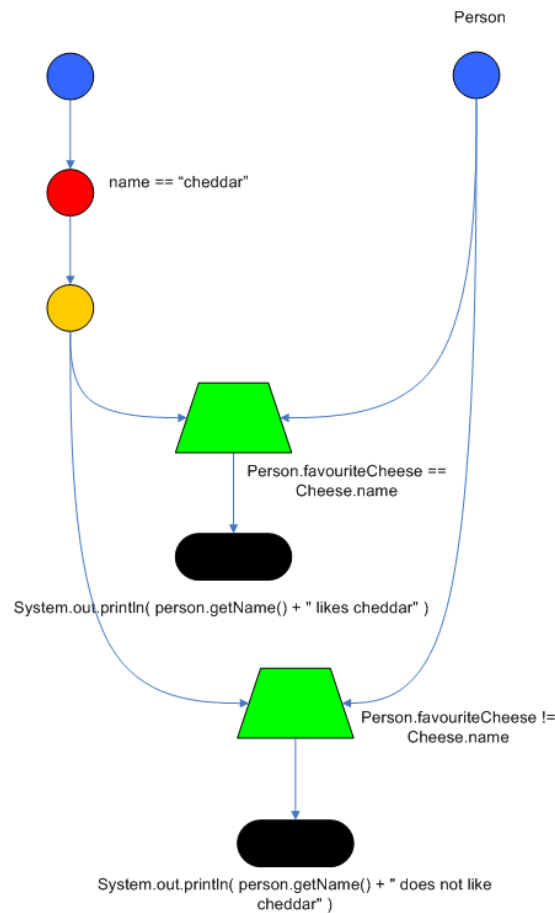 Person
name == “cheddar”
Person.favouriteCheese ==
Cheese.name
System.out.println( person.getName() + " likes cheddar" )
Person.favouriteCheese !=
Cheese.name
System.out.println( person.getName() + " does not like
cheddar" )